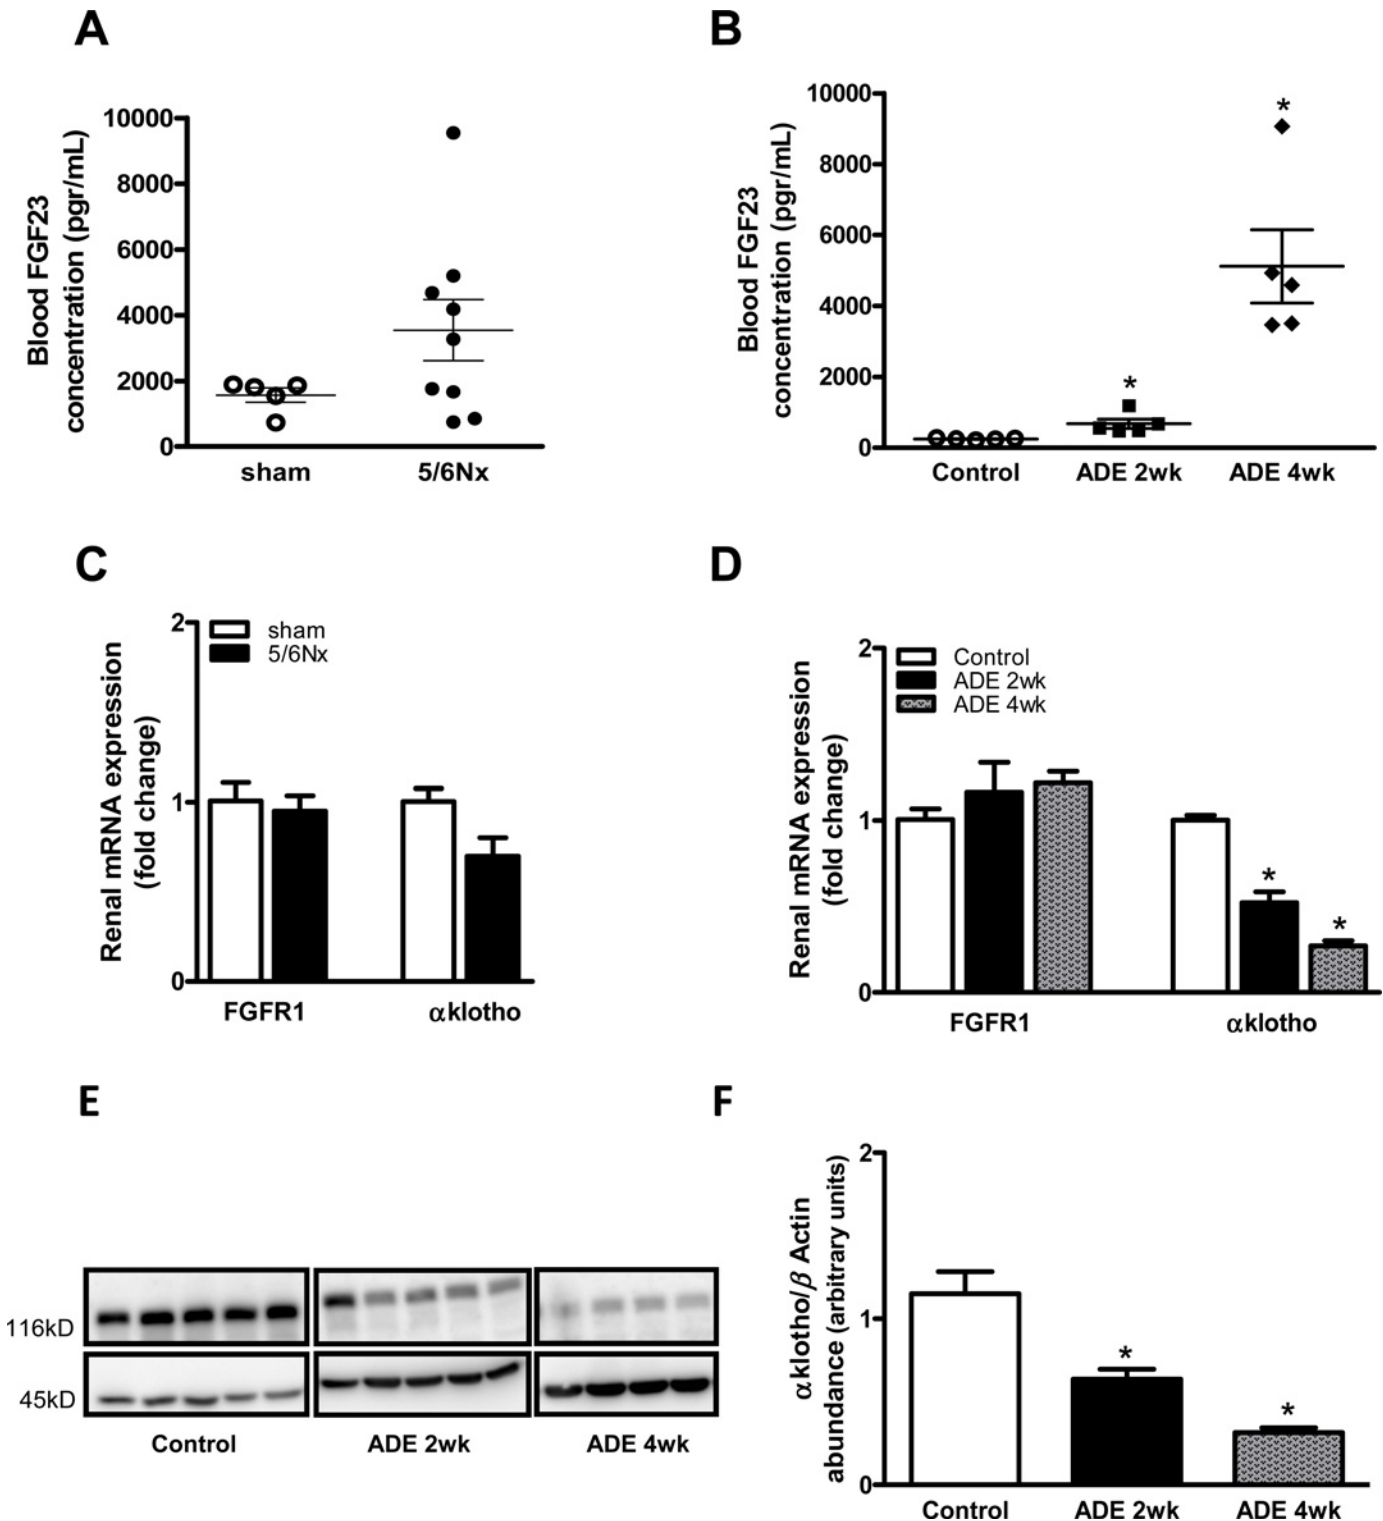 A
B
Blood FGF23
concentration (pgr/mL)
10000
8000
6000
4000
2000
0
sham
5/6Nx
Blood FGF23
concentration (pgr/mL)
10000
8000
6000
4000
2000
0
*
*
Control
ADE 2wk
ADE 4wk
C
D
Renal mRNA expression
(fold change)
2
1
0
sham
5/6Nx
FGFR1
αklotho
Renal mRNA expression
(fold change)
2
1
0
Control
ADE 2wk
ADE 4wk
*
*
FGFR1
αklotho
E
F
116kD
45kD
Control
ADE 2wk
ADE 4wk
αklotho/β Actin
abundance (arbitrary units)
2
1
0
*
*
Control
ADE 2wk
ADE 4wk